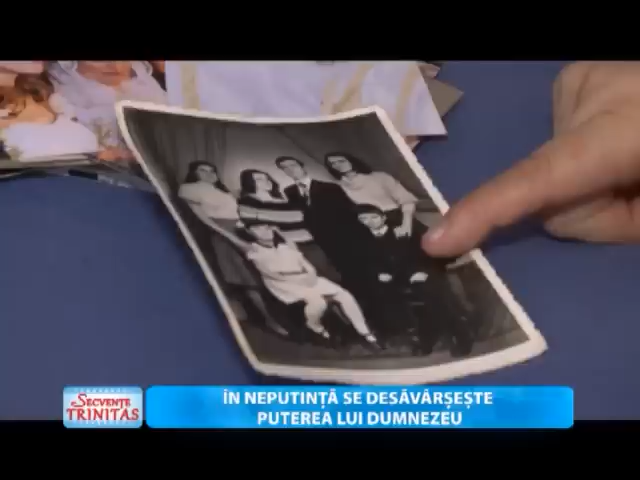 SECVENȚE
TRINITAS
ÎN NEPUTINȚĂ SE DESĂVÂRȘEȘTE
PUTEREA LUI DUMNEZEU